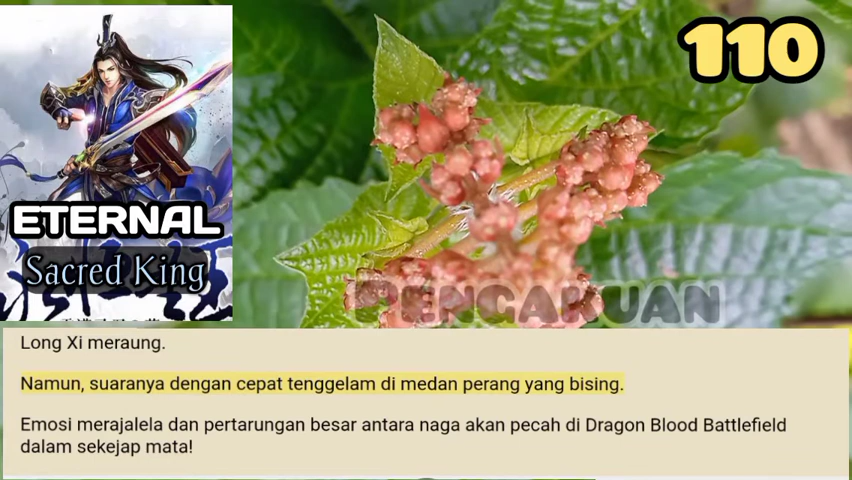 110
ETERNAL
Sacred King
PENGAKUAN
Long Xi meraung.
Namun, suaranya dengan cepat tenggelam di medan perang yang bising.
Emosi merajalela dan pertarungan besar antara naga akan pecah di Dragon Blood Battlefield
dalam sekejap mata!